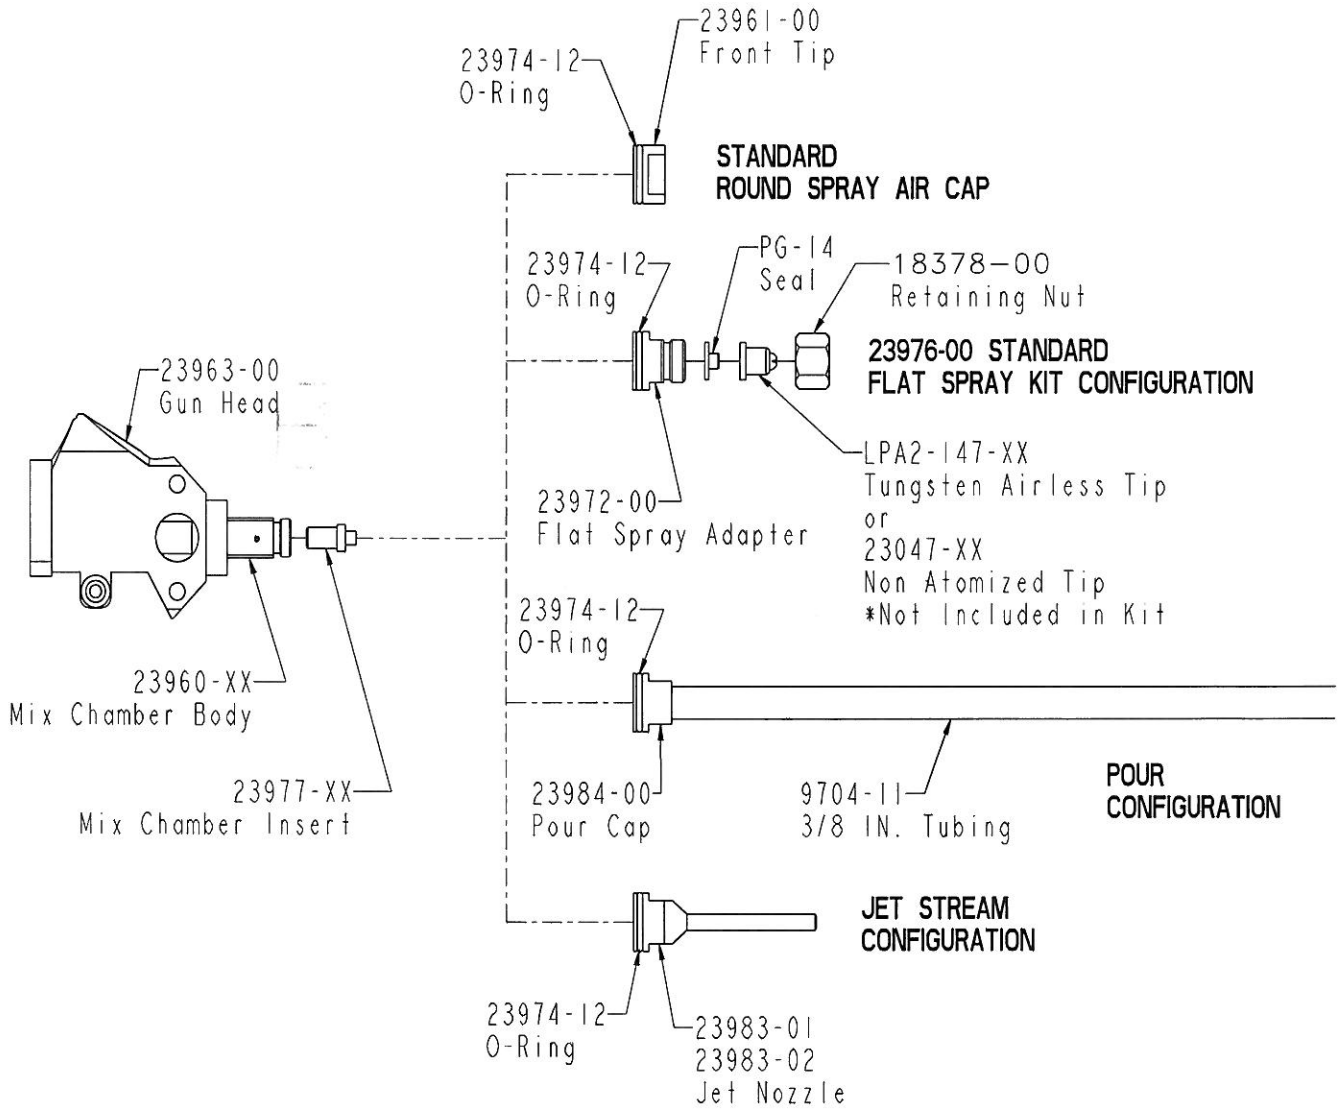 23961-00
Front Tip
23974-12
O-Ring
STANDARD
ROUND SPRAY AIR CAP
23974-12
O-Ring
PG-14
Seal
18378-00
Retaining Nut
23976-00 STANDARD
FLAT SPRAY KIT CONFIGURATION
23963-00
Gun Head
LPA2-147-XX
Tungsten Airless Tip
or
23047-XX
Non Atomized Tip
*Not Included in Kit
23972-00
Flat Spray Adapter
23974-12
O-Ring
23960-XX
Mix Chamber Body
23977-XX
Mix Chamber Insert
23984-00
Pour Cap
9704-11
3/8 IN. Tubing
POUR
CONFIGURATION
JET STREAM
CONFIGURATION
23974-12
O-Ring
23983-01
23983-02
Jet Nozzle